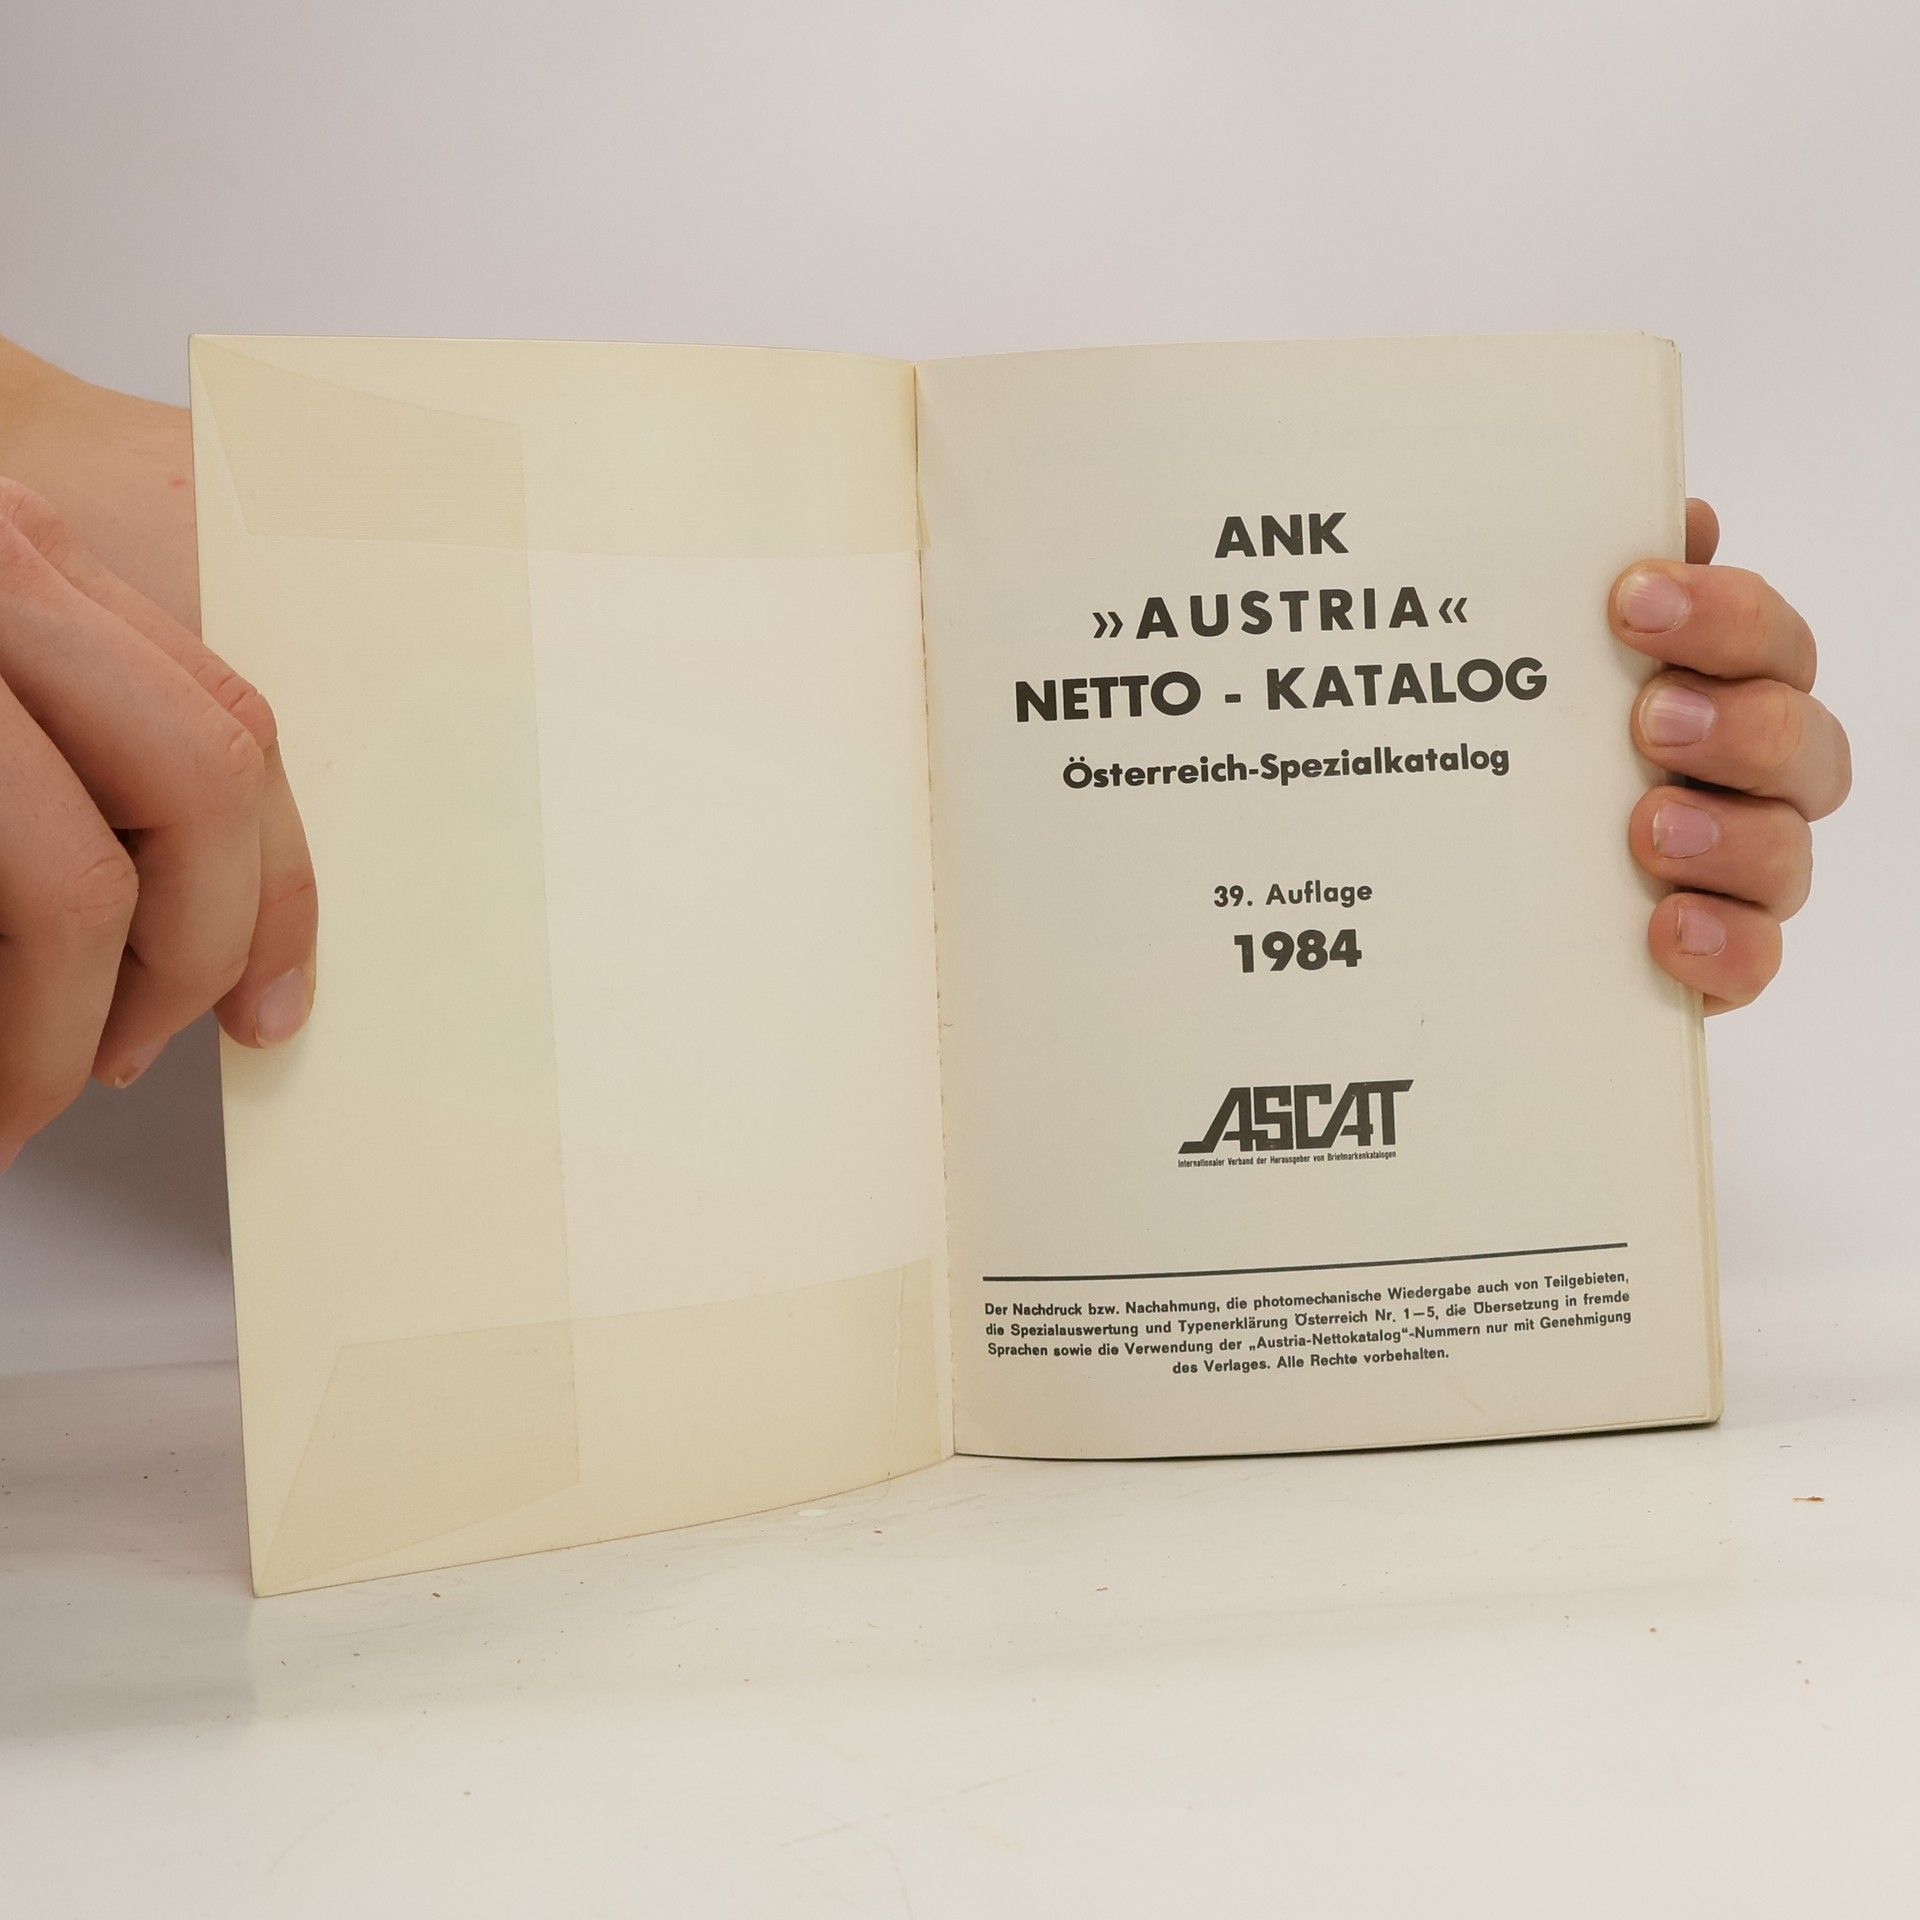 ANK
»AUSTRIA«
NETTO - KATALOG
Österreich-Spezialkatalog
39. Auflage
1984
ASCAT
Internationaler Verband der Herausgeber von Briefmarkenkatalogen
Der Nachdruck bzw. Nachahmung, die photomechanische Wiedergabe auch von Teilgebieten,
die Spezialauswertung und Typenerklärung Österreich Nr. 1—5, die Übersetzung in fremde
Sprachen sowie die Verwendung der „Austria-Nettokatalog“-Nummern nur mit Genehmigung
des Verlages. Alle Rechte vorbehalten.